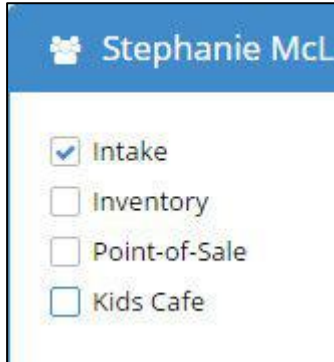 Stephanie McL
Intake
Inventory
Point-of-Sale
Kids Cafe